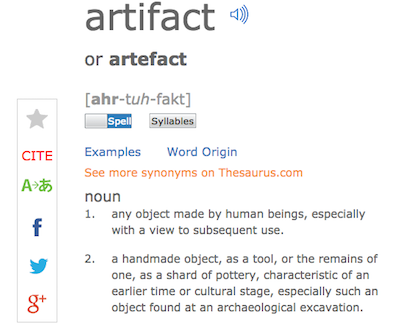 artifact
or artefact
[ahr-tuh-fakt]
Spell Syllables
CITE
Examples Word Origin
A→あ
See more synonyms on Thesaurus.com
noun
1. any object made by human beings, especially
with a view to subsequent use.
f
2. a handmade object, as a tool, or the remains of
one, as a shard of pottery, characteristic of an
earlier time or cultural stage, especially such an
object found at an archaeological excavation.
g+